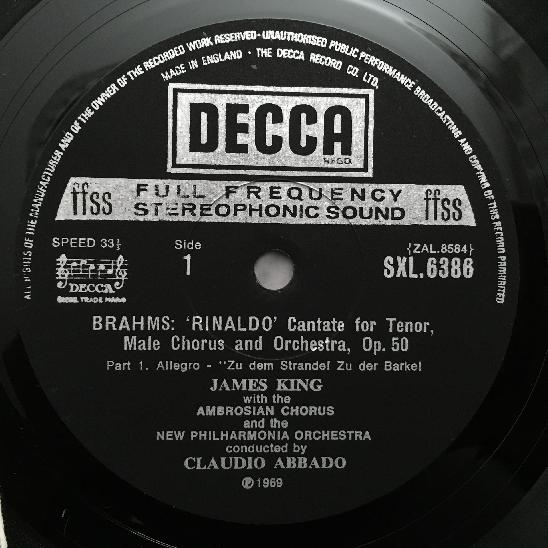 ALL RIGHTS OF THE MANUFACTURER AND OF THE OWNER OF THE RECORDED WORK RESERVED · UNAUTHORISED PUBLIC PERFORMANCE BROADCASTING AND COPYING OF THIS RECORD PROHIBITED
MADE IN ENGLAND · THE DECCA RECORD CO. LTD.
DECCA
REGD
ffss FULL FREQUENCY STEREOPHONIC SOUND ffss
SPEED 33⅓
Side 1
{ZAL.8584}
SXL.6386
DECCA
REGD. TRADE MARK
BRAHMS: 'RINALDO' Cantate for Tenor,
Male Chorus and Orchestra, Op. 50
Part 1. Allegro - "Zu dem Strande! Zu der Barke!
JAMES KING
with the
AMBROSIAN CHORUS
and the
NEW PHILHARMONIA ORCHESTRA
conducted by
CLAUDIO ABBADO
℗ 1969